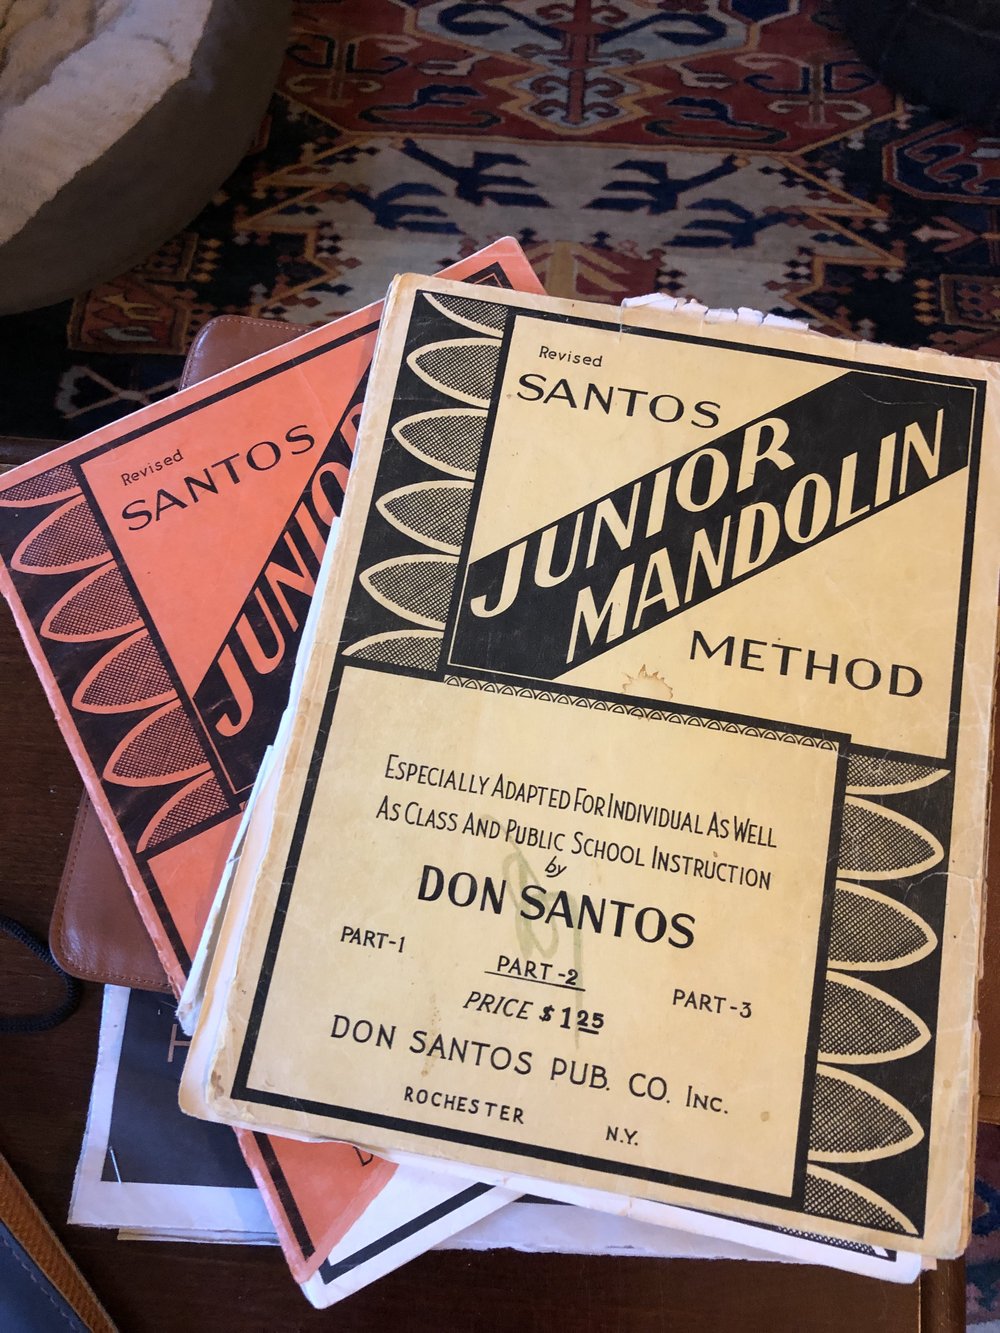 Revised
SANTOS
JUNIOR
MANDOLIN
METHOD
ESPECIALLY ADAPTED FOR INDIVIDUAL AS WELL
AS CLASS AND PUBLIC SCHOOL INSTRUCTION
by
DON SANTOS
PART-1
PART-2
PART-3
PRICE $1.25
DON SANTOS PUB. CO. INC.
ROCHESTER N.Y.
Revised
SANTOS
JUNIOR